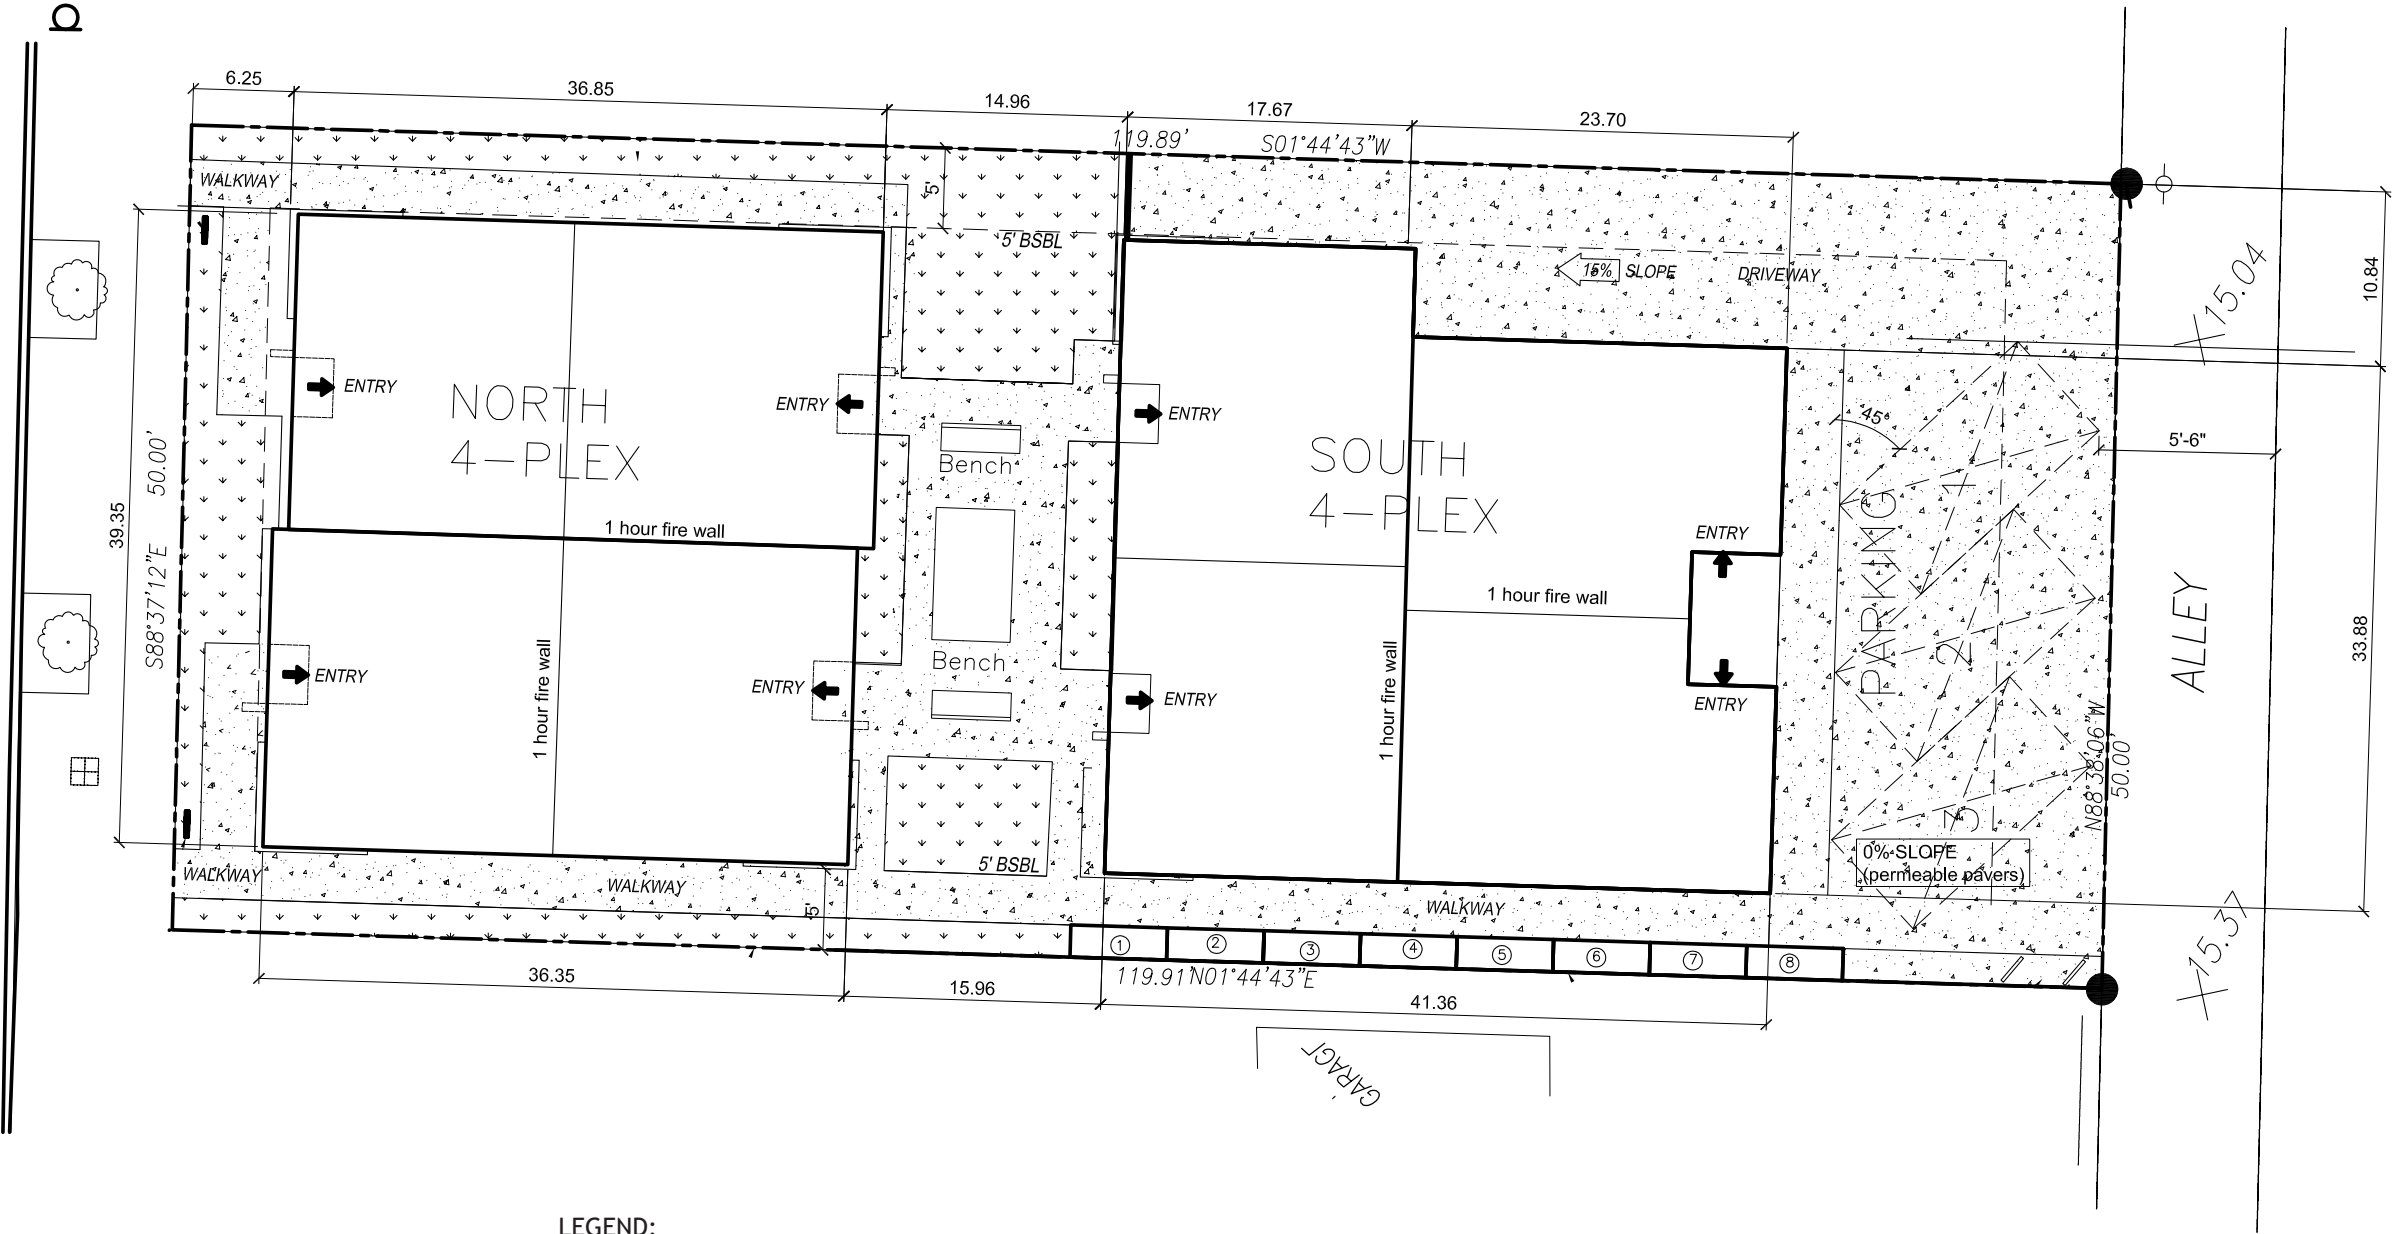 6.25
36.85
14.96
17.67
23.70
119.89' S01°44'43"W
WALKWAY
5'
5' BSBL
15% SLOPE
DRIVEWAY
15.04
10.84
ENTRY
NORTH
4-PLEX
ENTRY
ENTRY
SOUTH
4-PLEX
45°
5'-6"
Bench
S88°37'12"E 50.00'
39.35
1 hour fire wall
ENTRY
1 hour fire wall
PARKING
1
2
3
ALLEY
33.88
Bench
ENTRY
1 hour fire wall
ENTRY
ENTRY
1 hour fire wall
ENTRY
N88°38'06"W
50.00'
0% SLOPE
(permeable pavers)
5' BSBL
WALKWAY
WALKWAY
5'
WALKWAY
15.37
1 2 3 4 5 6 7 8
119.91' N01°44'43"E
36.35
15.96
41.36
LEGEND: